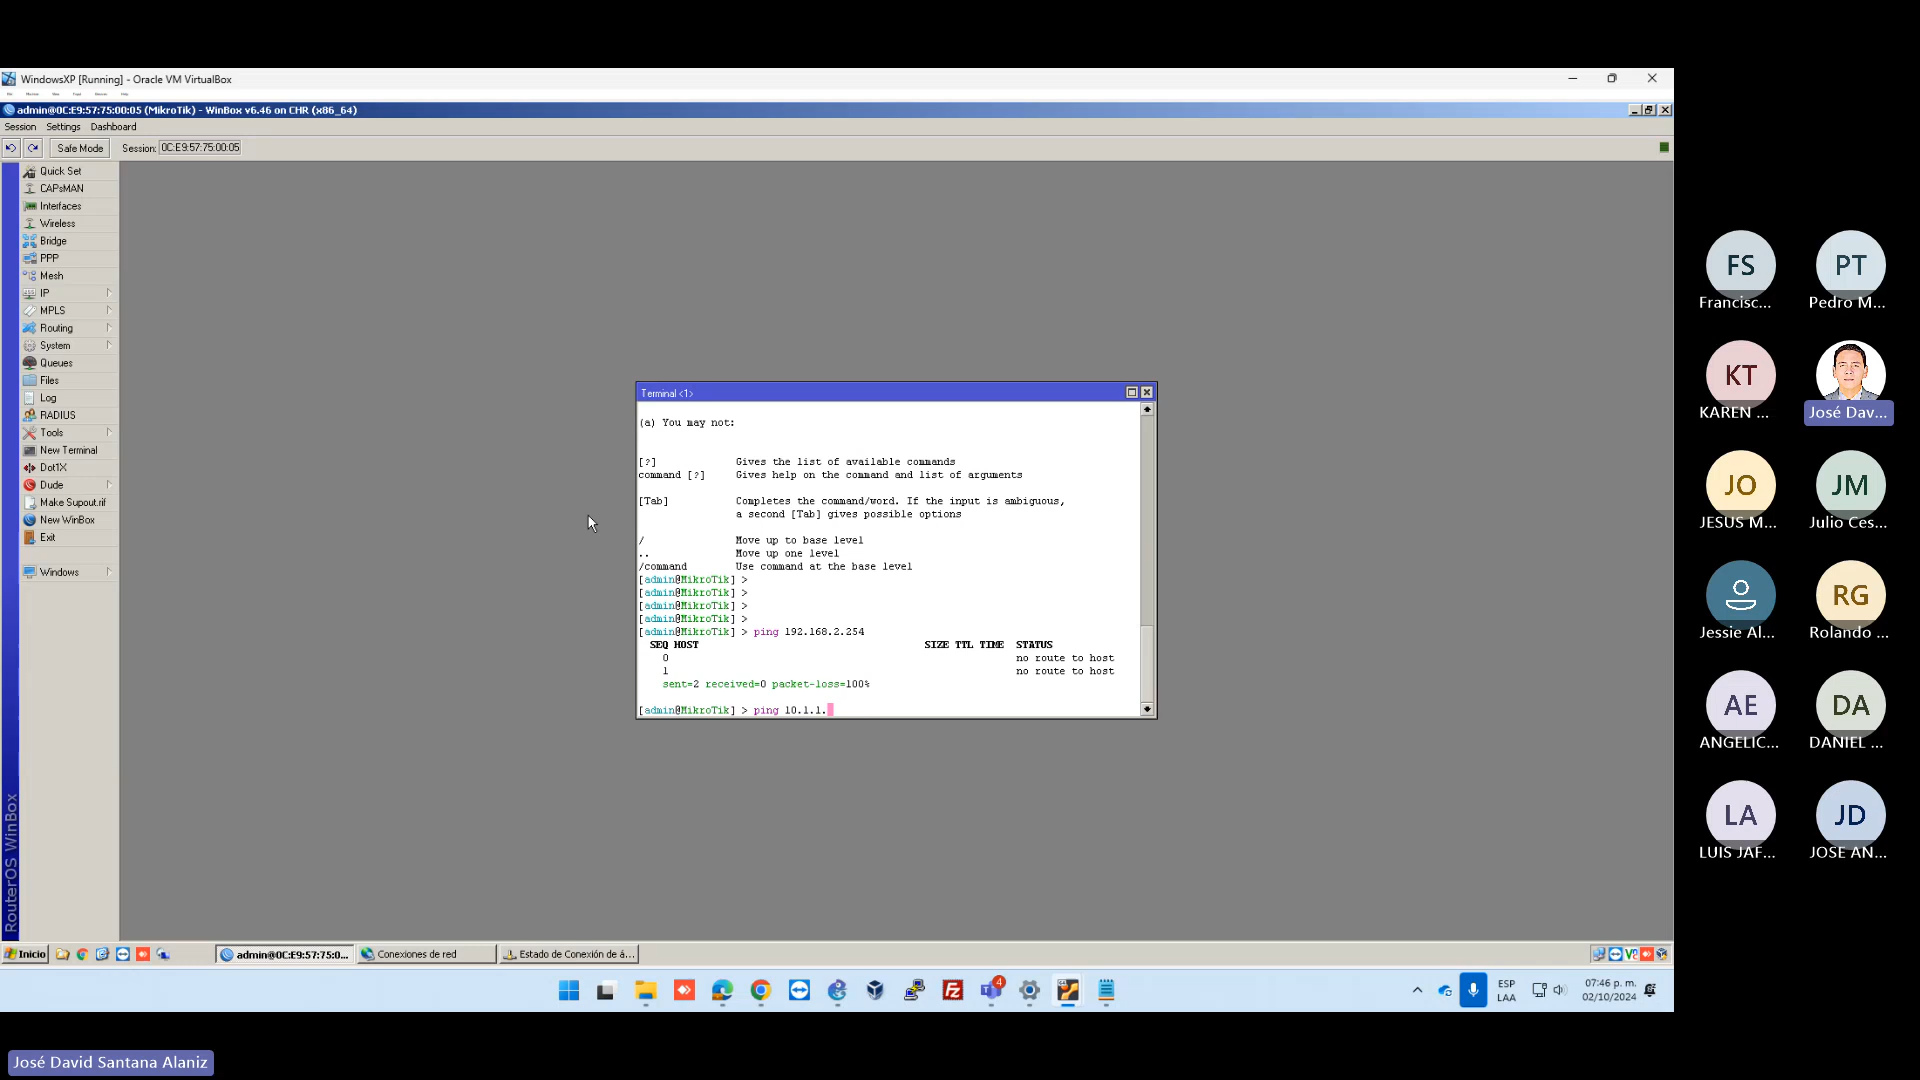 WindowsXP [Running] - Oracle VM VirtualBox
admin@0C:E9:57:75:00:05 (MikroTik) - WinBox v6.46 on CHR (x86_64)
Session Settings Dashboard
Safe Mode Session: 0C:E9:57:75:00:05
Quick Set
CAPsMAN
Interfaces
Wireless
Bridge
PPP
Mesh
IP
MPLS
Routing
System
Queues
Files
Log
RADIUS
Tools
New Terminal
Dot1X
Dude
Make Supout.rif
New WinBox
Exit
Windows
RouterOS WinBox
Terminal <1>
(a) You may not:
[?] Gives the list of available commands
command [?] Gives help on the command and list of arguments
[Tab] Completes the command/word. If the input is ambiguous,
a second [Tab] gives possible options
/ Move up to base level
.. Move up one level
/command Use command at the base level
[admin@MikroTik] >
[admin@MikroTik] >
[admin@MikroTik] >
[admin@MikroTik] >
[admin@MikroTik] > ping 192.168.2.254
SEQ HOST SIZE TTL TIME STATUS
0 no route to host
1 no route to host
sent=2 received=0 packet-loss=100%
[admin@MikroTik] > ping 10.1.1.
Inicio
admin@0C:E9:57:75:0...
Conexiones de red
Estado de Conexión de á...
4
ESP
LAA
07:46 p. m.
02/10/2024
FS
Francisc...
PT
Pedro M...
KT
KAREN ...
José Dav...
JO
JESUS M...
JM
Julio Ces...
Jessie Al...
RG
Rolando ...
AE
ANGELIC...
DA
DANIEL ...
LA
LUIS JAF...
JD
JOSE AN...
José David Santana Alaniz